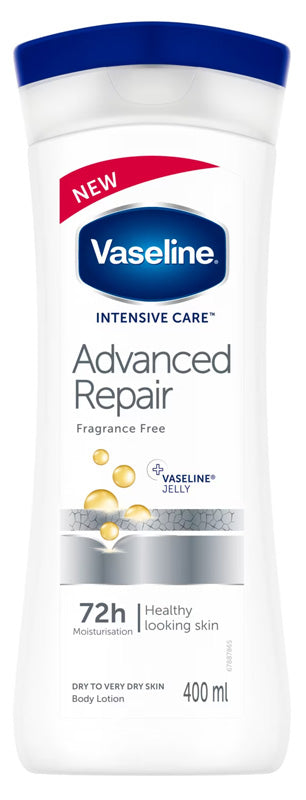 NEW
Vaseline®
INTENSIVE CARE™
Advanced
Repair
Fragrance Free
VASELINE®
JELLY
72h
Moisturisation
Healthy
looking skin
67887865
DRY TO VERY DRY SKIN
Body Lotion
400 ml